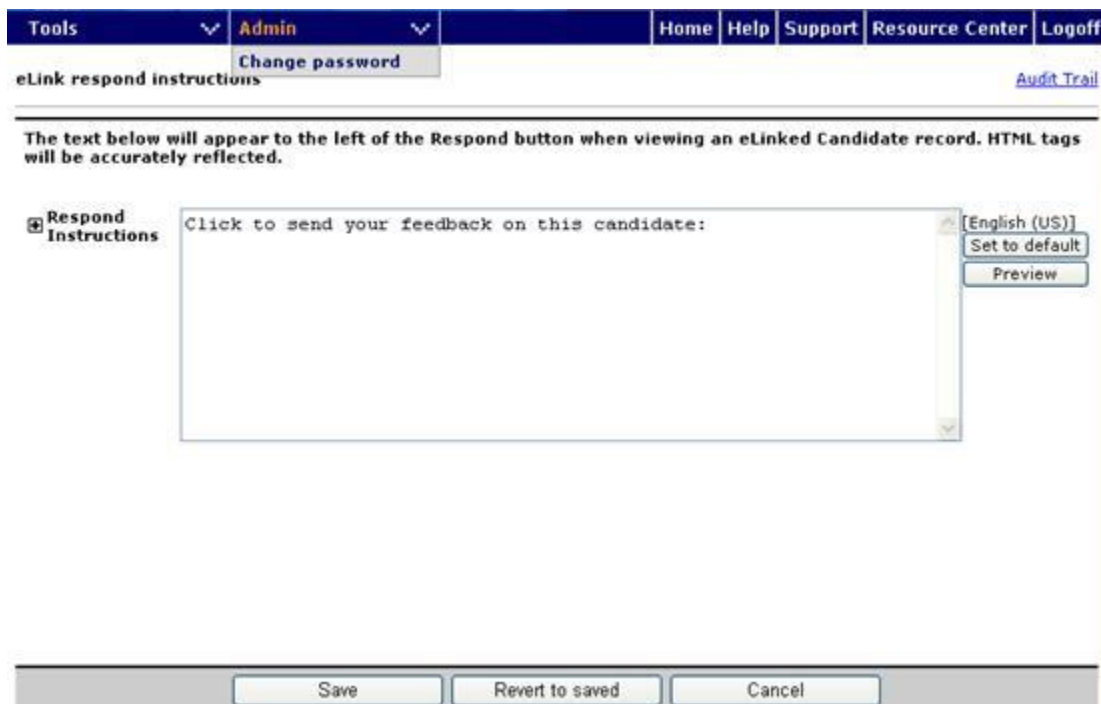 Tools Admin Home Help Support Resource Center Logoff
Change password
eLink respond instructions Audit Trail
The text below will appear to the left of the Respond button when viewing an eLinked Candidate record. HTML tags
will be accurately reflected.
Respond
Instructions
Click to send your feedback on this candidate:
[English (US)]
Set to default
Preview
Save Revert to saved Cancel